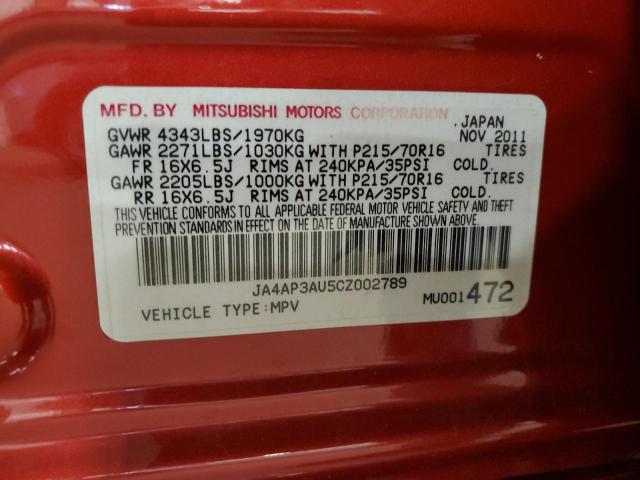 MFD. BY MITSUBISHI MOTORS CORPORATION
JAPAN
GVWR 4343LBS/1970KG NOV 2011
GAWR 2271LBS/1030KG WITH P215/70R16 TIRES
FR 16X6.5J RIMS AT 240KPA/35PSI COLD.
GAWR 2205LBS/1000KG WITH P215/70R16 TIRES
RR 16X6.5J RIMS AT 240KPA/35PSI COLD.
THIS VEHICLE CONFORMS TO ALL APPLICABLE FEDERAL MOTOR VEHICLE SAFETY AND THEFT
PREVENTION STANDARDS IN EFFECT ON THE DATE OF MANUFACTURE SHOWN ABOVE.
JA4AP3AU5CZ002789
VEHICLE TYPE:MPV MU001472